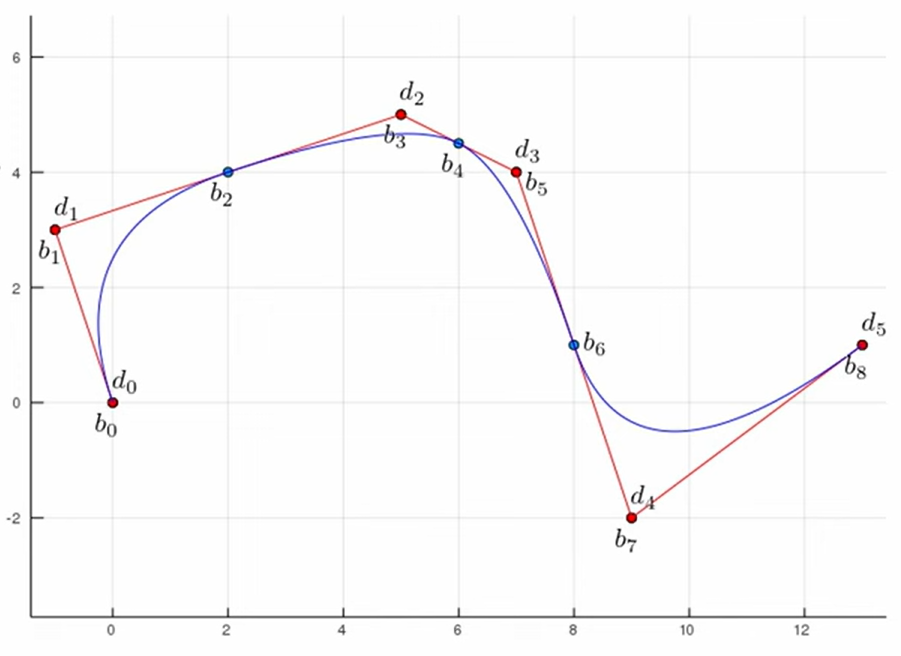 6
d₂
b₃
b₄
d₃
b₅
4
b₂
d₁
b₁
2
b₆
d₅
b₈
d₀
0
b₀
d₄
-2
b₇
0 2 4 6 8 10 12